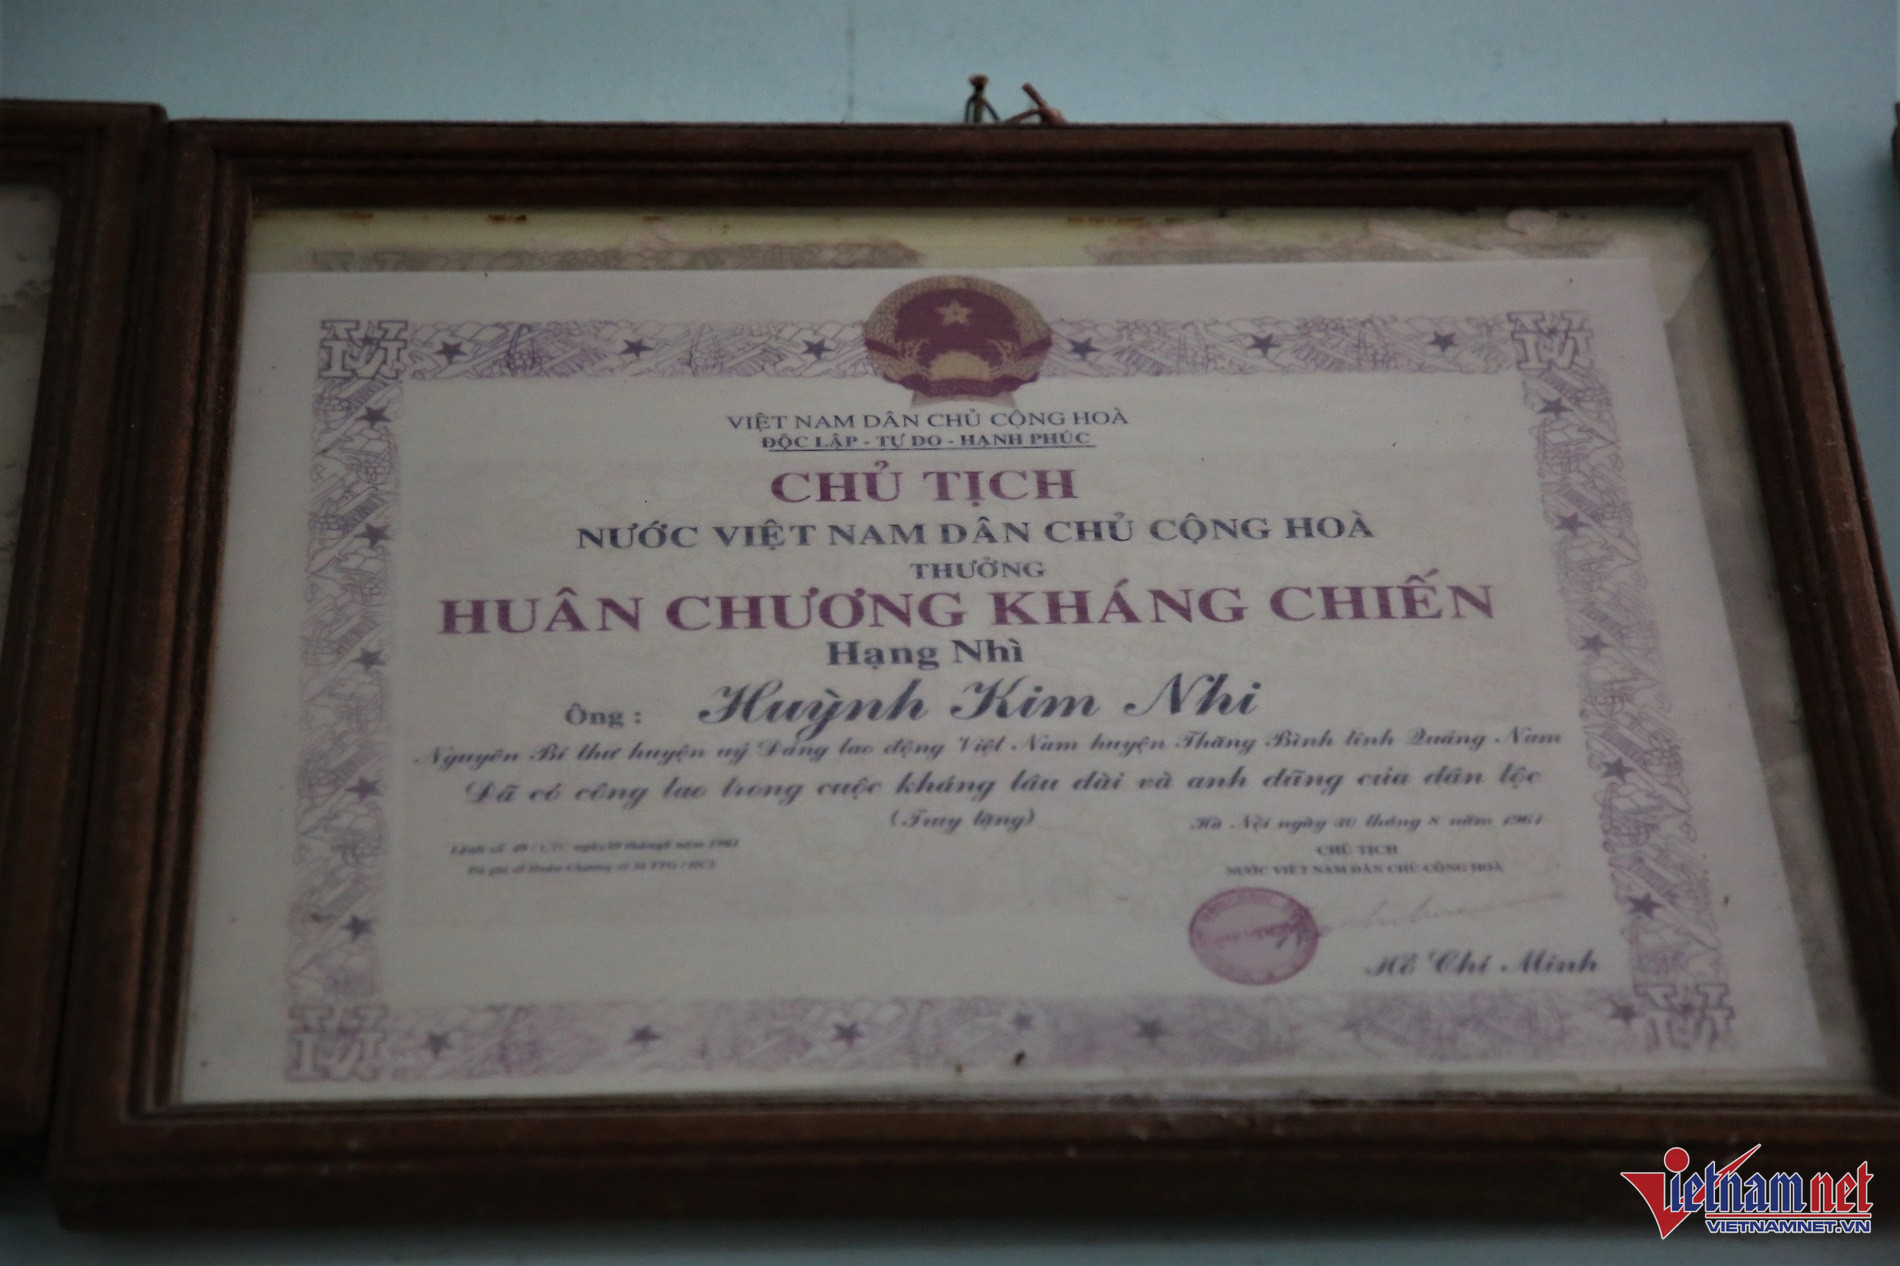 VIỆT NAM DÂN CHỦ CỘNG HOÀ
ĐỘC LẬP - TỰ DO - HẠNH PHÚC
CHỦ TỊCH
NƯỚC VIỆT NAM DÂN CHỦ CỘNG HOÀ
THƯỞNG
HUÂN CHƯƠNG KHÁNG CHIẾN
Hạng Nhì
Ông : Huỳnh Kim Nhi
Nguyên Bí thư huyện uỷ Đảng lao động Việt Nam huyện Thăng Bình tỉnh Quảng Nam
Đã có công lao trong cuộc kháng lâu dài và anh dũng của dân tộc
(Truy tặng)
Hà Nội ngày 30 tháng 8 năm 1961
năm 1961
CHỦ TỊCH
NƯỚC VIỆT NAM DÂN CHỦ CỘNG HOÀ
Hồ Chí Minh
Vietnamnet
VIETNAMNET.VN